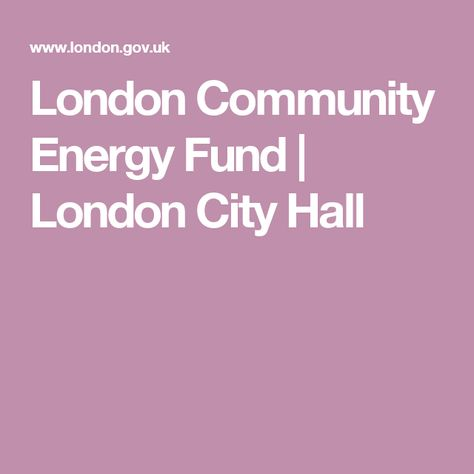 www.london.gov.uk
London Community
Energy Fund |
London City Hall